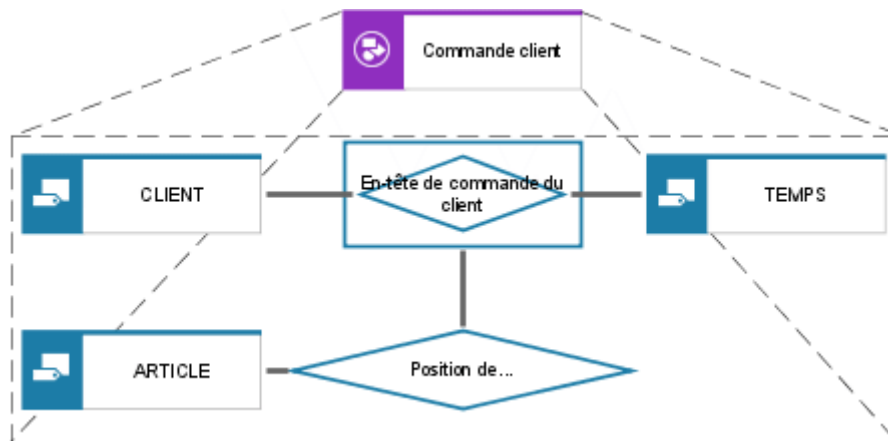 Commande client
CLIENT
En-tête de commande du
client
TEMPS
ARTICLE
Position de...